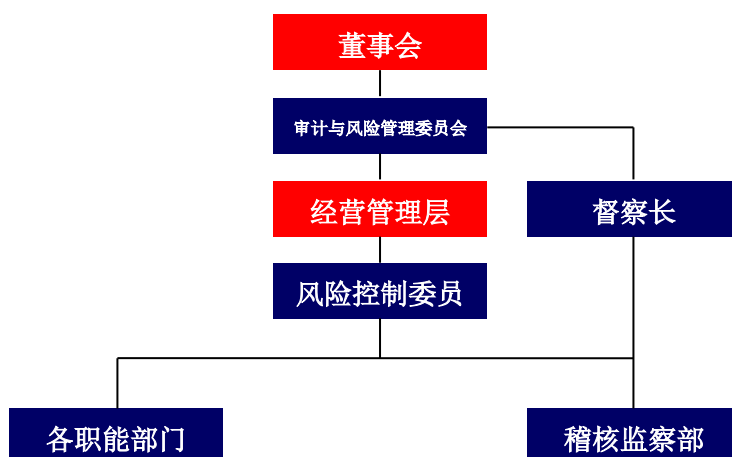 董事会
审计与风险管理委员会
经营管理层
督察长
风险控制委员
各职能部门
稽核监察部